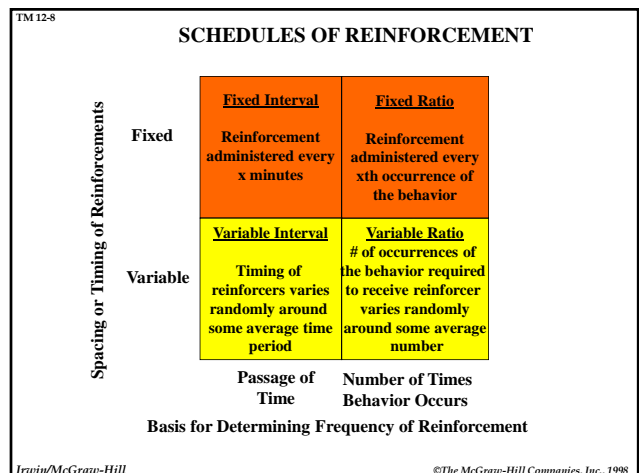 TM 12-8
SCHEDULES OF REINFORCEMENT
Spacing or Timing of Reinforcements
Fixed
Fixed Interval
Reinforcement
administered every
x minutes
Fixed Ratio
Reinforcement
administered every
xth occurrence of
the behavior
Variable
Variable Interval
Timing of
reinforcers varies
randomly around
some average time
period
Variable Ratio
# of occurrences of
the behavior required
to receive reinforcer
varies randomly
around some average
number
Passage of
Time
Number of Times
Behavior Occurs
Basis for Determining Frequency of Reinforcement
Irwin/McGraw-Hill
©The McGraw-Hill Companies, Inc., 1998